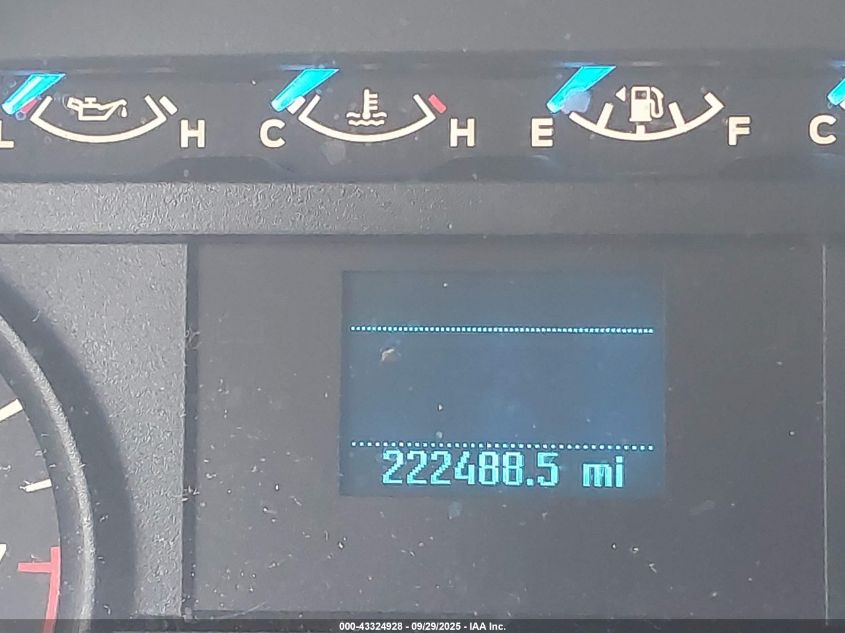 L H C H E F C
222488.5 mi
000-43324928 - 09/29/2025 - IAA Inc.